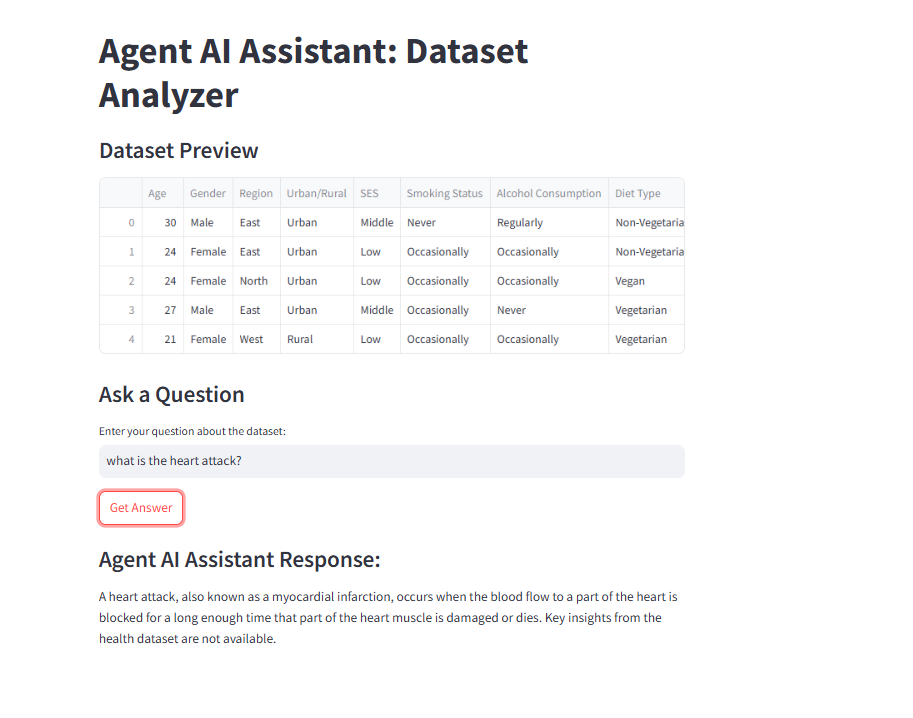 Agent AI Assistant: Dataset
Analyzer
Dataset Preview
Age Gender Region Urban/Rural SES Smoking Status Alcohol Consumption Diet Type
0 30 Male East Urban Middle Never Regularly Non-Vegetaria
1 24 Female East Urban Low Occasionally Occasionally Non-Vegetaria
2 24 Female North Urban Low Occasionally Occasionally Vegan
3 27 Male East Urban Middle Occasionally Never Vegetarian
4 21 Female West Rural Low Occasionally Occasionally Vegetarian
Ask a Question
Enter your question about the dataset:
what is the heart attack?
Get Answer
Agent AI Assistant Response:
A heart attack, also known as a myocardial infarction, occurs when the blood flow to a part of the heart is
blocked for a long enough time that part of the heart muscle is damaged or dies. Key insights from the
health dataset are not available.